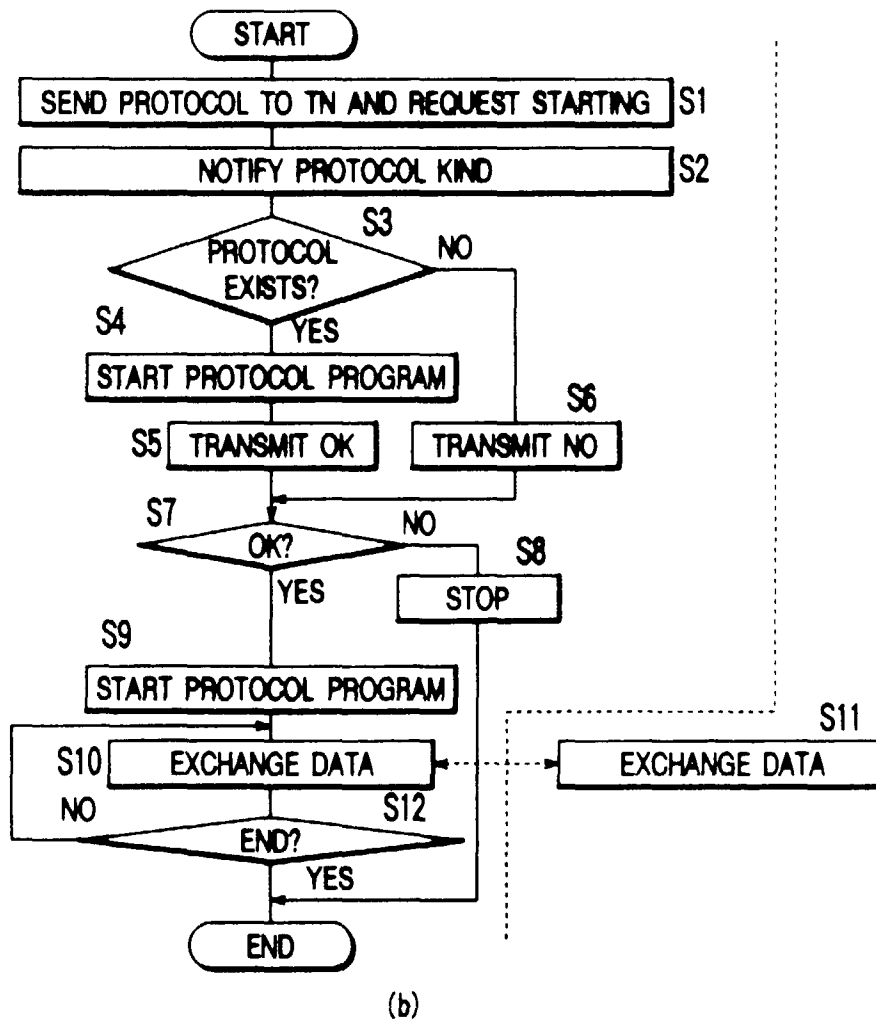 START
SEND PROTOCOL TO TN AND REQUEST STARTING S1
NOTIFY PROTOCOL KIND S2
S3
PROTOCOL
EXISTS?
NO
YES
S4
START PROTOCOL PROGRAM
S6
S5 TRANSMIT OK
TRANSMIT NO
S7
OK?
NO
YES
S8
STOP
S9
START PROTOCOL PROGRAM
S11
S10 EXCHANGE DATA
EXCHANGE DATA
NO
S12
END?
YES
END
(b)